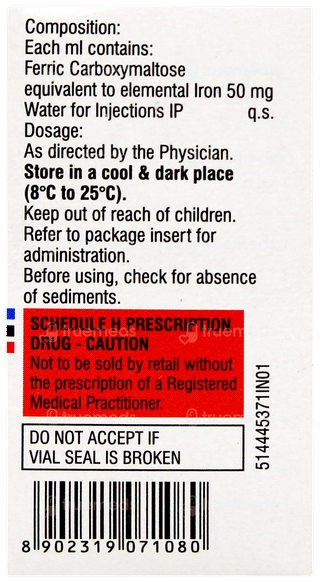 Composition:
Each ml contains:
Ferric Carboxymaltose
equivalent to elemental Iron 50 mg
Water for Injections IP q.s.
Dosage:
As directed by the Physician.
Store in a cool & dark place
(8°C to 25°C).
Keep out of reach of children.
Refer to package insert for
administration.
Before using, check for absence
of sediments.
SCHEDULE H PRESCRIPTION
DRUG - CAUTION
Not to be sold by retail without
the prescription of a Registered
Medical Practitioner.
DO NOT ACCEPT IF
VIAL SEAL IS BROKEN
514445371IN01
8 902319 071080